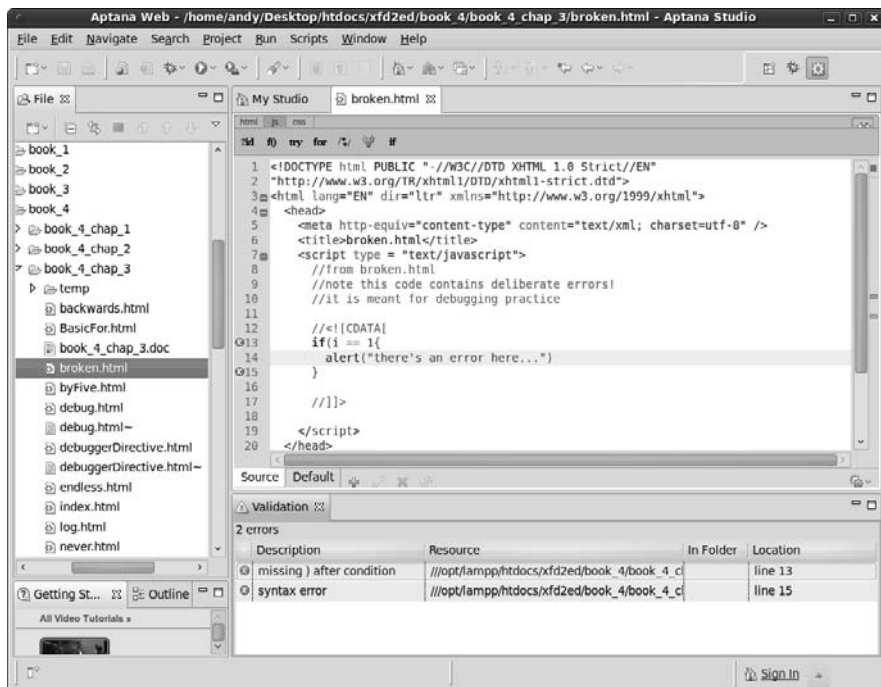 Aptana Web - /home/andy/Desktop/htdocs/xfd2ed/book_4/book_4_chap_3/broken.html - Aptana Studio
File Edit Navigate Search Project Run Scripts Window Help
File
book_1
book_2
book_3
book_4
book_4_chap_1
book_4_chap_2
book_4_chap_3
temp
backwards.html
BasicFor.html
book_4_chap_3.doc
broken.html
byFive.html
debug.html
debug.html~
debuggerDirective.html
debuggerDirective.html~
endless.html
index.html
log.html
never.html
Getting St... Outline
All Video Tutorials »
My Studio broken.html
html js css
f() try for if
1 <!DOCTYPE html PUBLIC "-//W3C//DTD XHTML 1.0 Strict//EN"
2 "http://www.w3.org/TR/xhtml1/DTD/xhtml1-strict.dtd">
3 <html lang="EN" dir="ltr" xmlns="http://www.w3.org/1999/xhtml">
4 <head>
5 <meta http-equiv="content-type" content="text/xml; charset=utf-8" />
6 <title>broken.html</title>
7 <script type = "text/javascript">
8 //from broken.html
9 //note this code contains deliberate errors!
10 //it is meant for debugging practice
11
12 //<![CDATA[
13 if(i == 1{
14 alert("there's an error here...")
15 }
16
17 //]]>
18
19 </script>
20 </head>
Source Default
Validation
2 errors
Description Resource In Folder Location
missing ) after condition ///opt/lampp/htdocs/xfd2ed/book_4/book_4_cl line 13
syntax error ///opt/lampp/htdocs/xfd2ed/book_4/book_4_cl line 15
Sign In